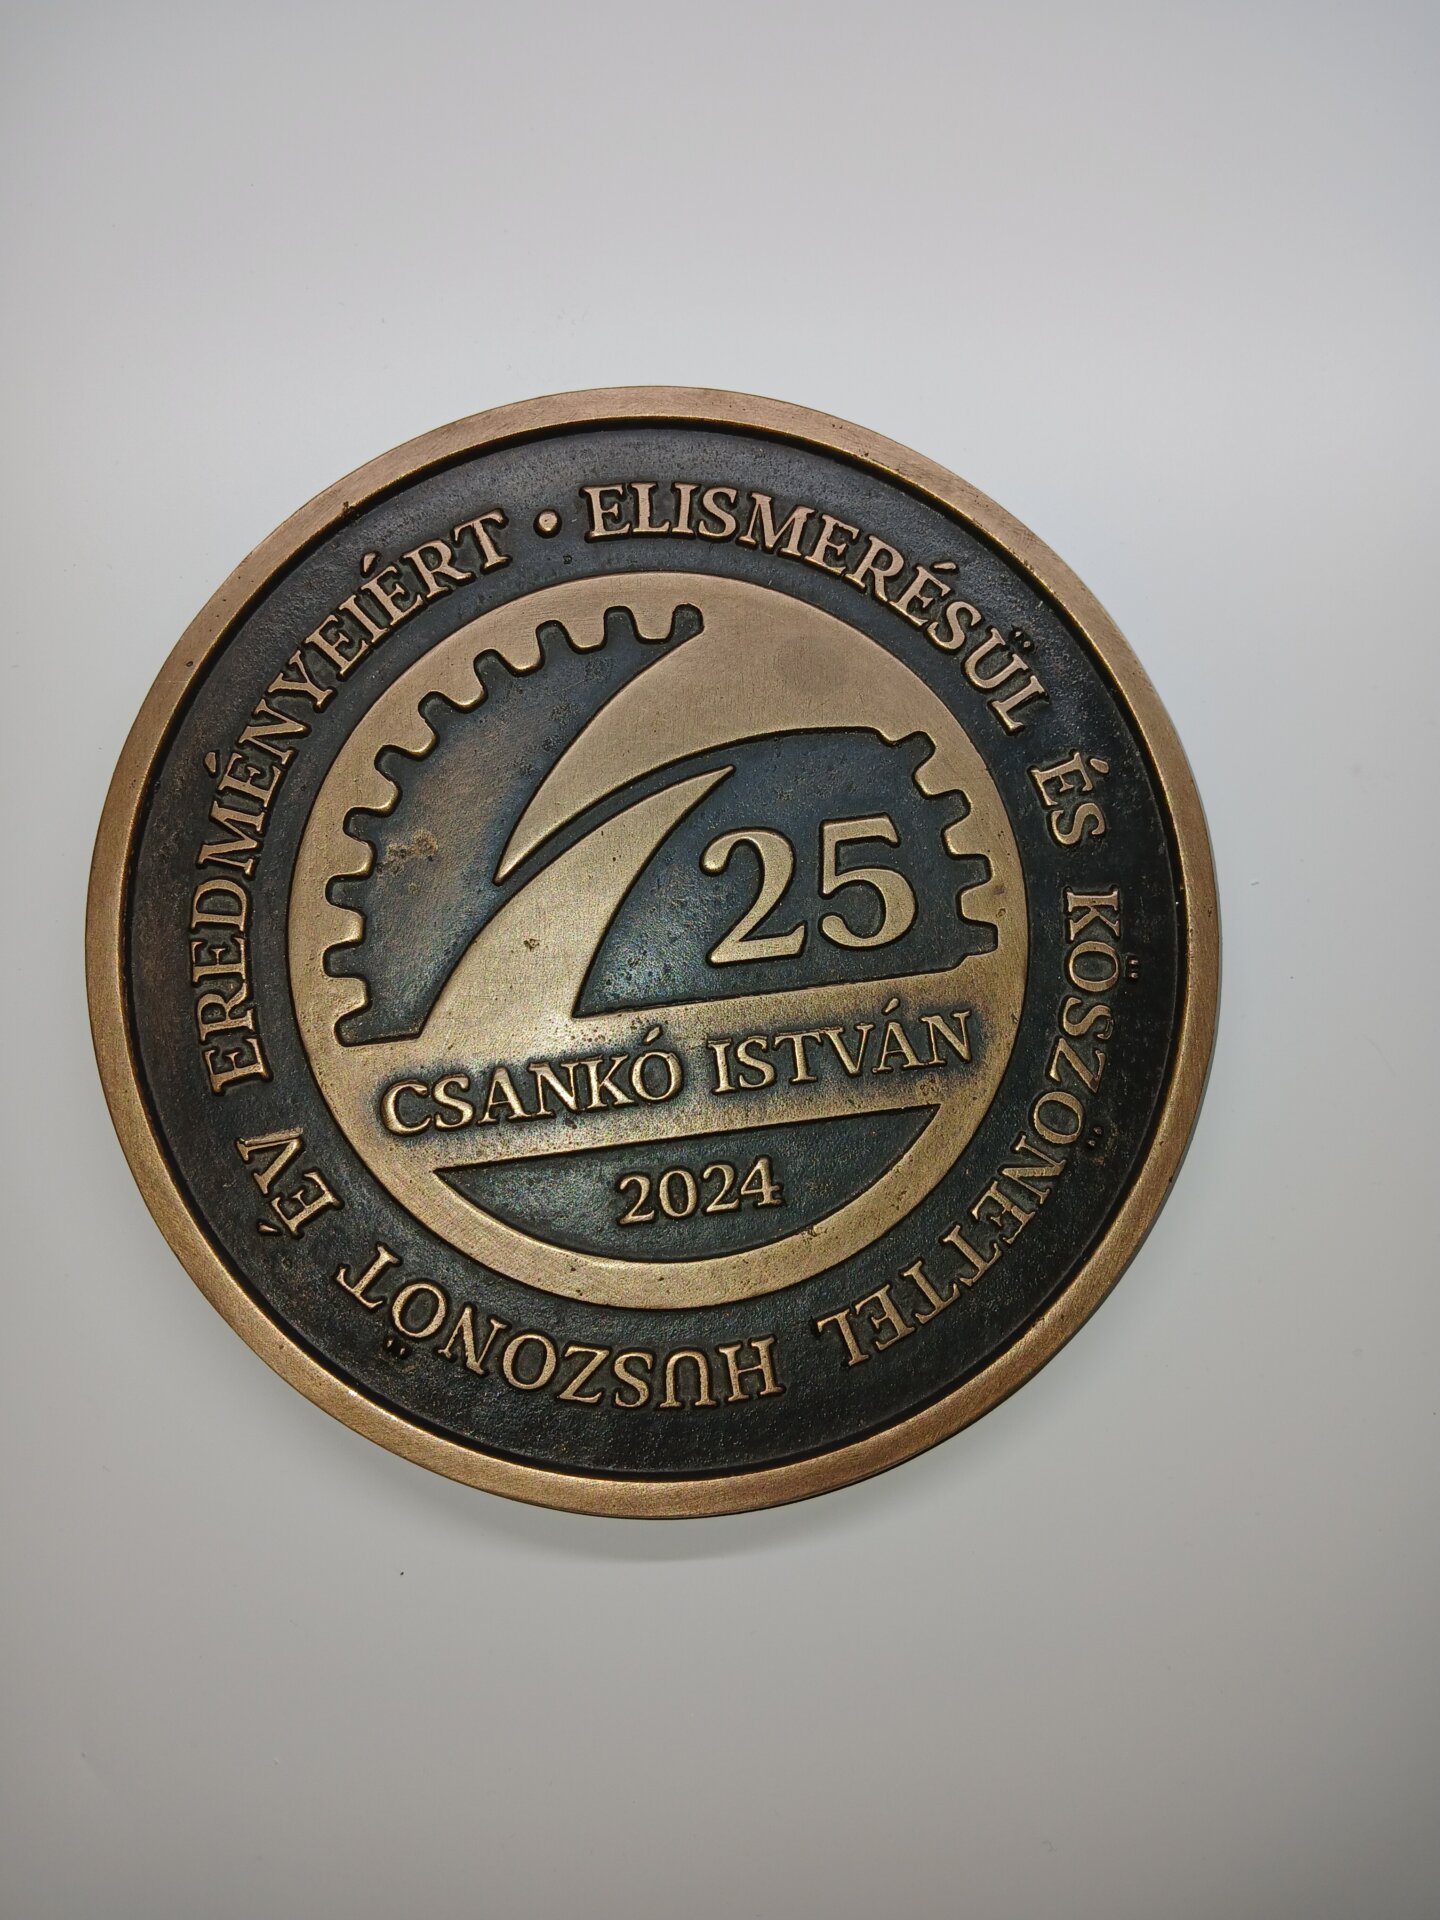 ELISMERÉSÜL ÉS KÖSZÖNETTEL HUSZONÖT ÉV EREDMÉNYEIÉRT •
25
CSANKÓ ISTVÁN
2024